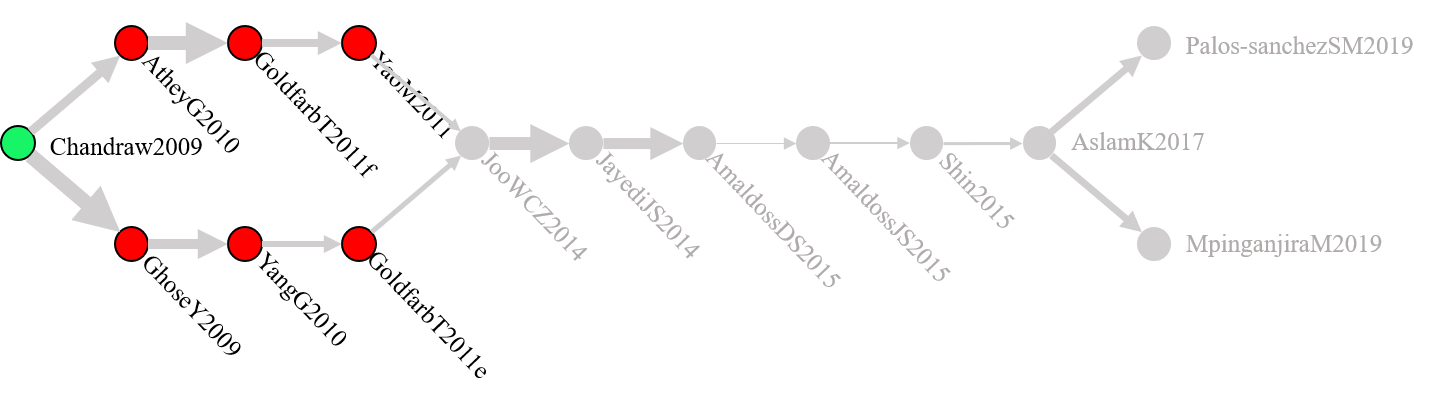 Chandraw2009
AtheyG2010
GoldfarbT2011f
YaoM2011
GhoseY2009
YangG2010
GoldfarbT2011e
JooWCZ2014
JayediJS2014
AmaldossDS2015
AmaldossJS2015
Shin2015
AslamK2017
Palos-sanchezSM2019
MpinganjiraM2019